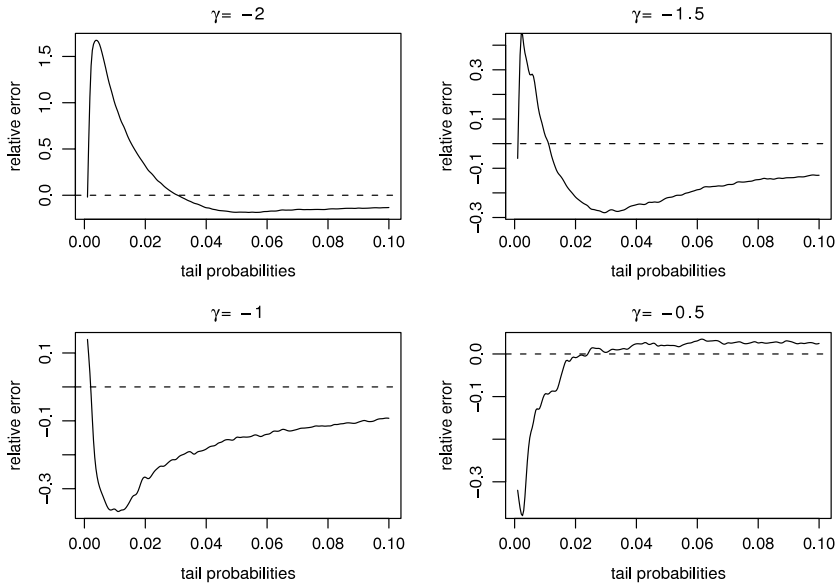 γ= −2
relative error
0.0 0.5 1.0 1.5
0.00 0.02 0.04 0.06 0.08 0.10
tail probabilities
γ= −1.5
relative error
−0.3 −0.1 0.1 0.3
0.00 0.02 0.04 0.06 0.08 0.10
tail probabilities
γ= −1
relative error
−0.3 −0.1 0.1
0.00 0.02 0.04 0.06 0.08 0.10
tail probabilities
γ= −0.5
relative error
−0.3 −0.1 0.0
0.00 0.02 0.04 0.06 0.08 0.10
tail probabilities